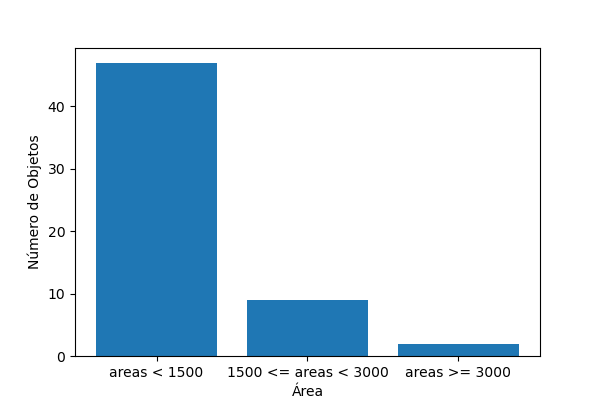 40
30
20
10
0
Número de Objetos
areas < 1500
1500 <= areas < 3000
areas >= 3000
Área